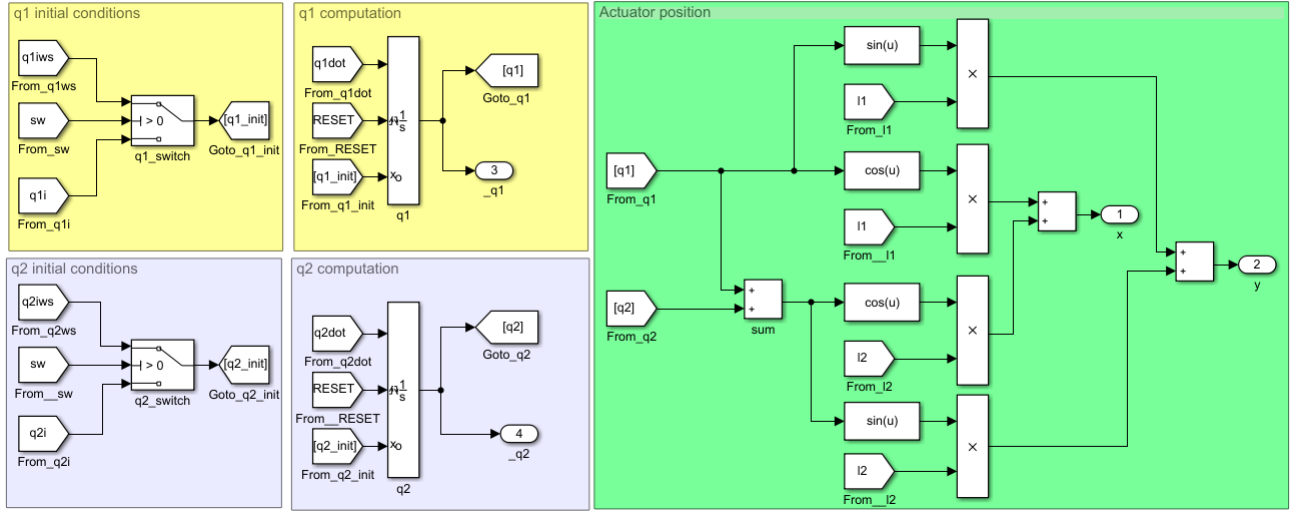 q1 initial conditions
q1iws
From_q1ws
sw
From_sw
q1i
From_q1i
> 0
q1_switch
[q1_init]
Goto_q1_init
q1 computation
q1dot
From_q1dot
RESET
From_RESET
[q1_init]
From_q1_init
1
s
xo
q1
[q1]
Goto_q1
3
_q1
q2 initial conditions
q2iws
From_q2ws
sw
From__sw
q2i
From_q2i
> 0
q2_switch
[q2_init]
Goto_q2_init
q2 computation
q2dot
From_q2dot
RESET
From__RESET
[q2_init]
From_q2_init
1
s
xo
q2
[q2]
Goto_q2
4
_q2
Actuator position
[q1]
From_q1
[q2]
From_q2
+
+
sum
sin(u)
l1
From_l1
×
cos(u)
l1
From__l1
×
cos(u)
l2
From_l2
×
sin(u)
l2
From__l2
×
+
+
1
x
+
+
2
y